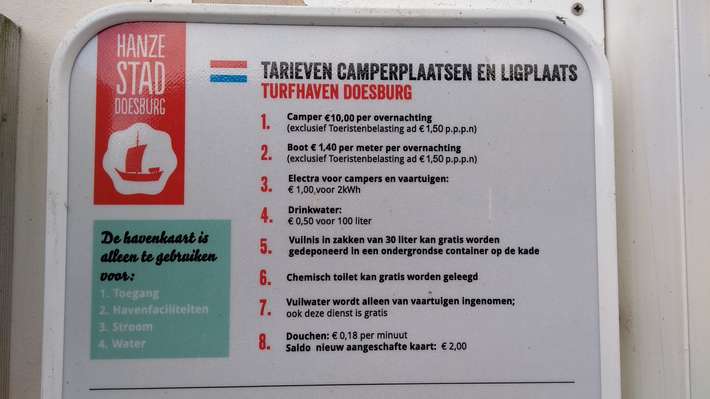 HANZE
STAD
DOESBURG
TARIEVEN CAMPERPLAATSEN EN LIGPLAATS
TURFHAVEN DOESBURG
1. Camper €10,00 per overnachting
(exclusief Toeristenbelasting ad € 1,50 p.p.p.n)
2. Boot € 1,40 per meter per overnachting
(exclusief Toeristenbelasting ad € 1,50 p.p.p.n)
3. Electra voor campers en vaartuigen:
€ 1,00 voor 2kWh
4. Drinkwater:
€ 0,50 voor 100 liter
5. Vuilnis in zakken van 30 liter kan gratis worden
gedeponeerd in een ondergrondse container op de kade
6. Chemisch toilet kan gratis worden geleegd
7. Vuilwater wordt alleen van vaartuigen ingenomen;
ook deze dienst is gratis
8. Douchen: € 0,18 per minuut
Saldo nieuw aangeschafte kaart: € 2,00
De havenkaart is
alleen te gebruiken
voor:
1. Toegang
2. Havenfaciliteiten
3. Stroom
4. Water